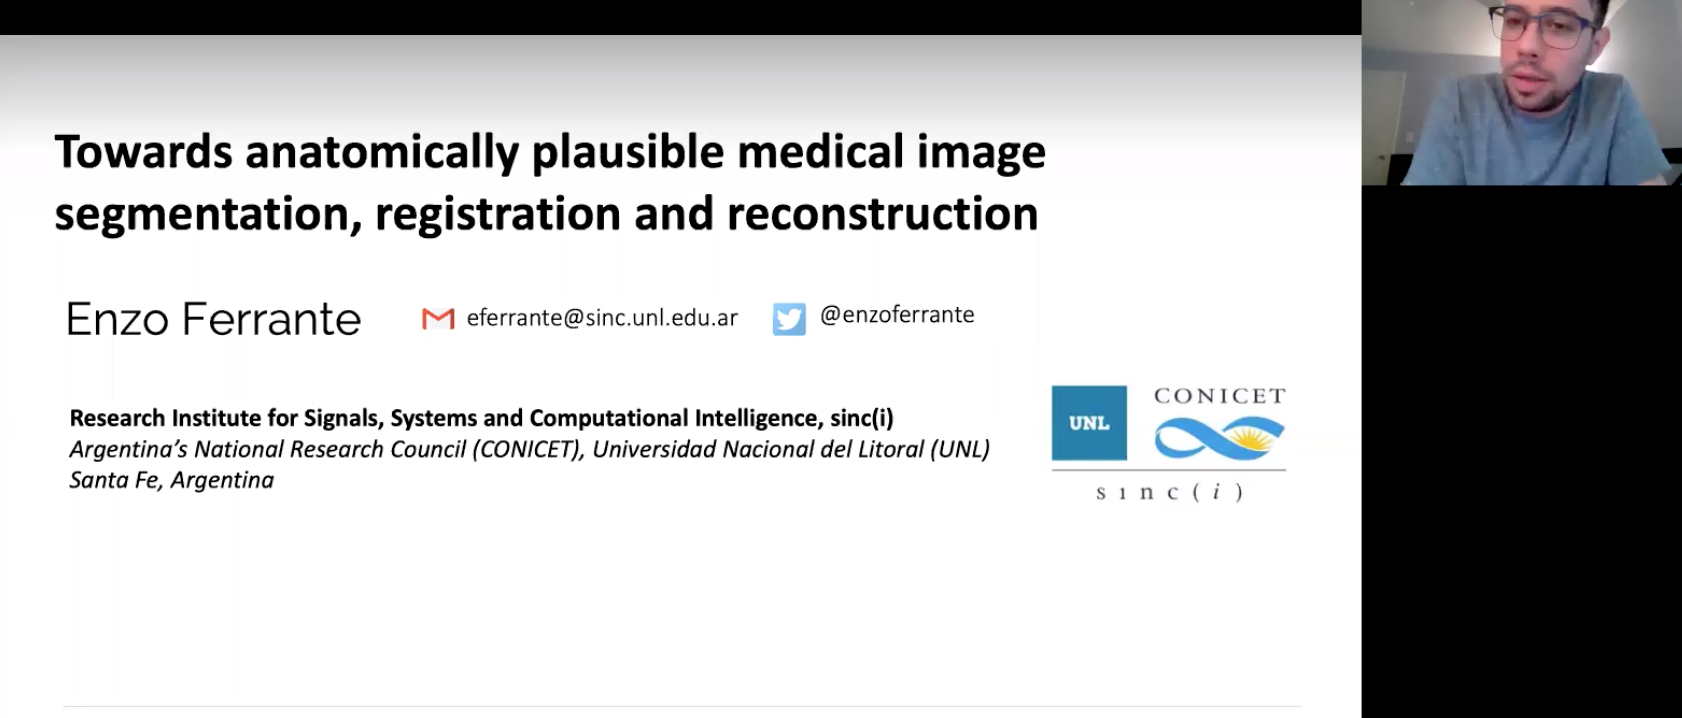 Towards anatomically plausible medical image
segmentation, registration and reconstruction
Enzo Ferrante
eferrante@sinc.unl.edu.ar
@enzoferrante
Research Institute for Signals, Systems and Computational Intelligence, sinc(i)
Argentina’s National Research Council (CONICET), Universidad Nacional del Litoral (UNL)
Santa Fe, Argentina
UNL
CONICET
sinc(i)